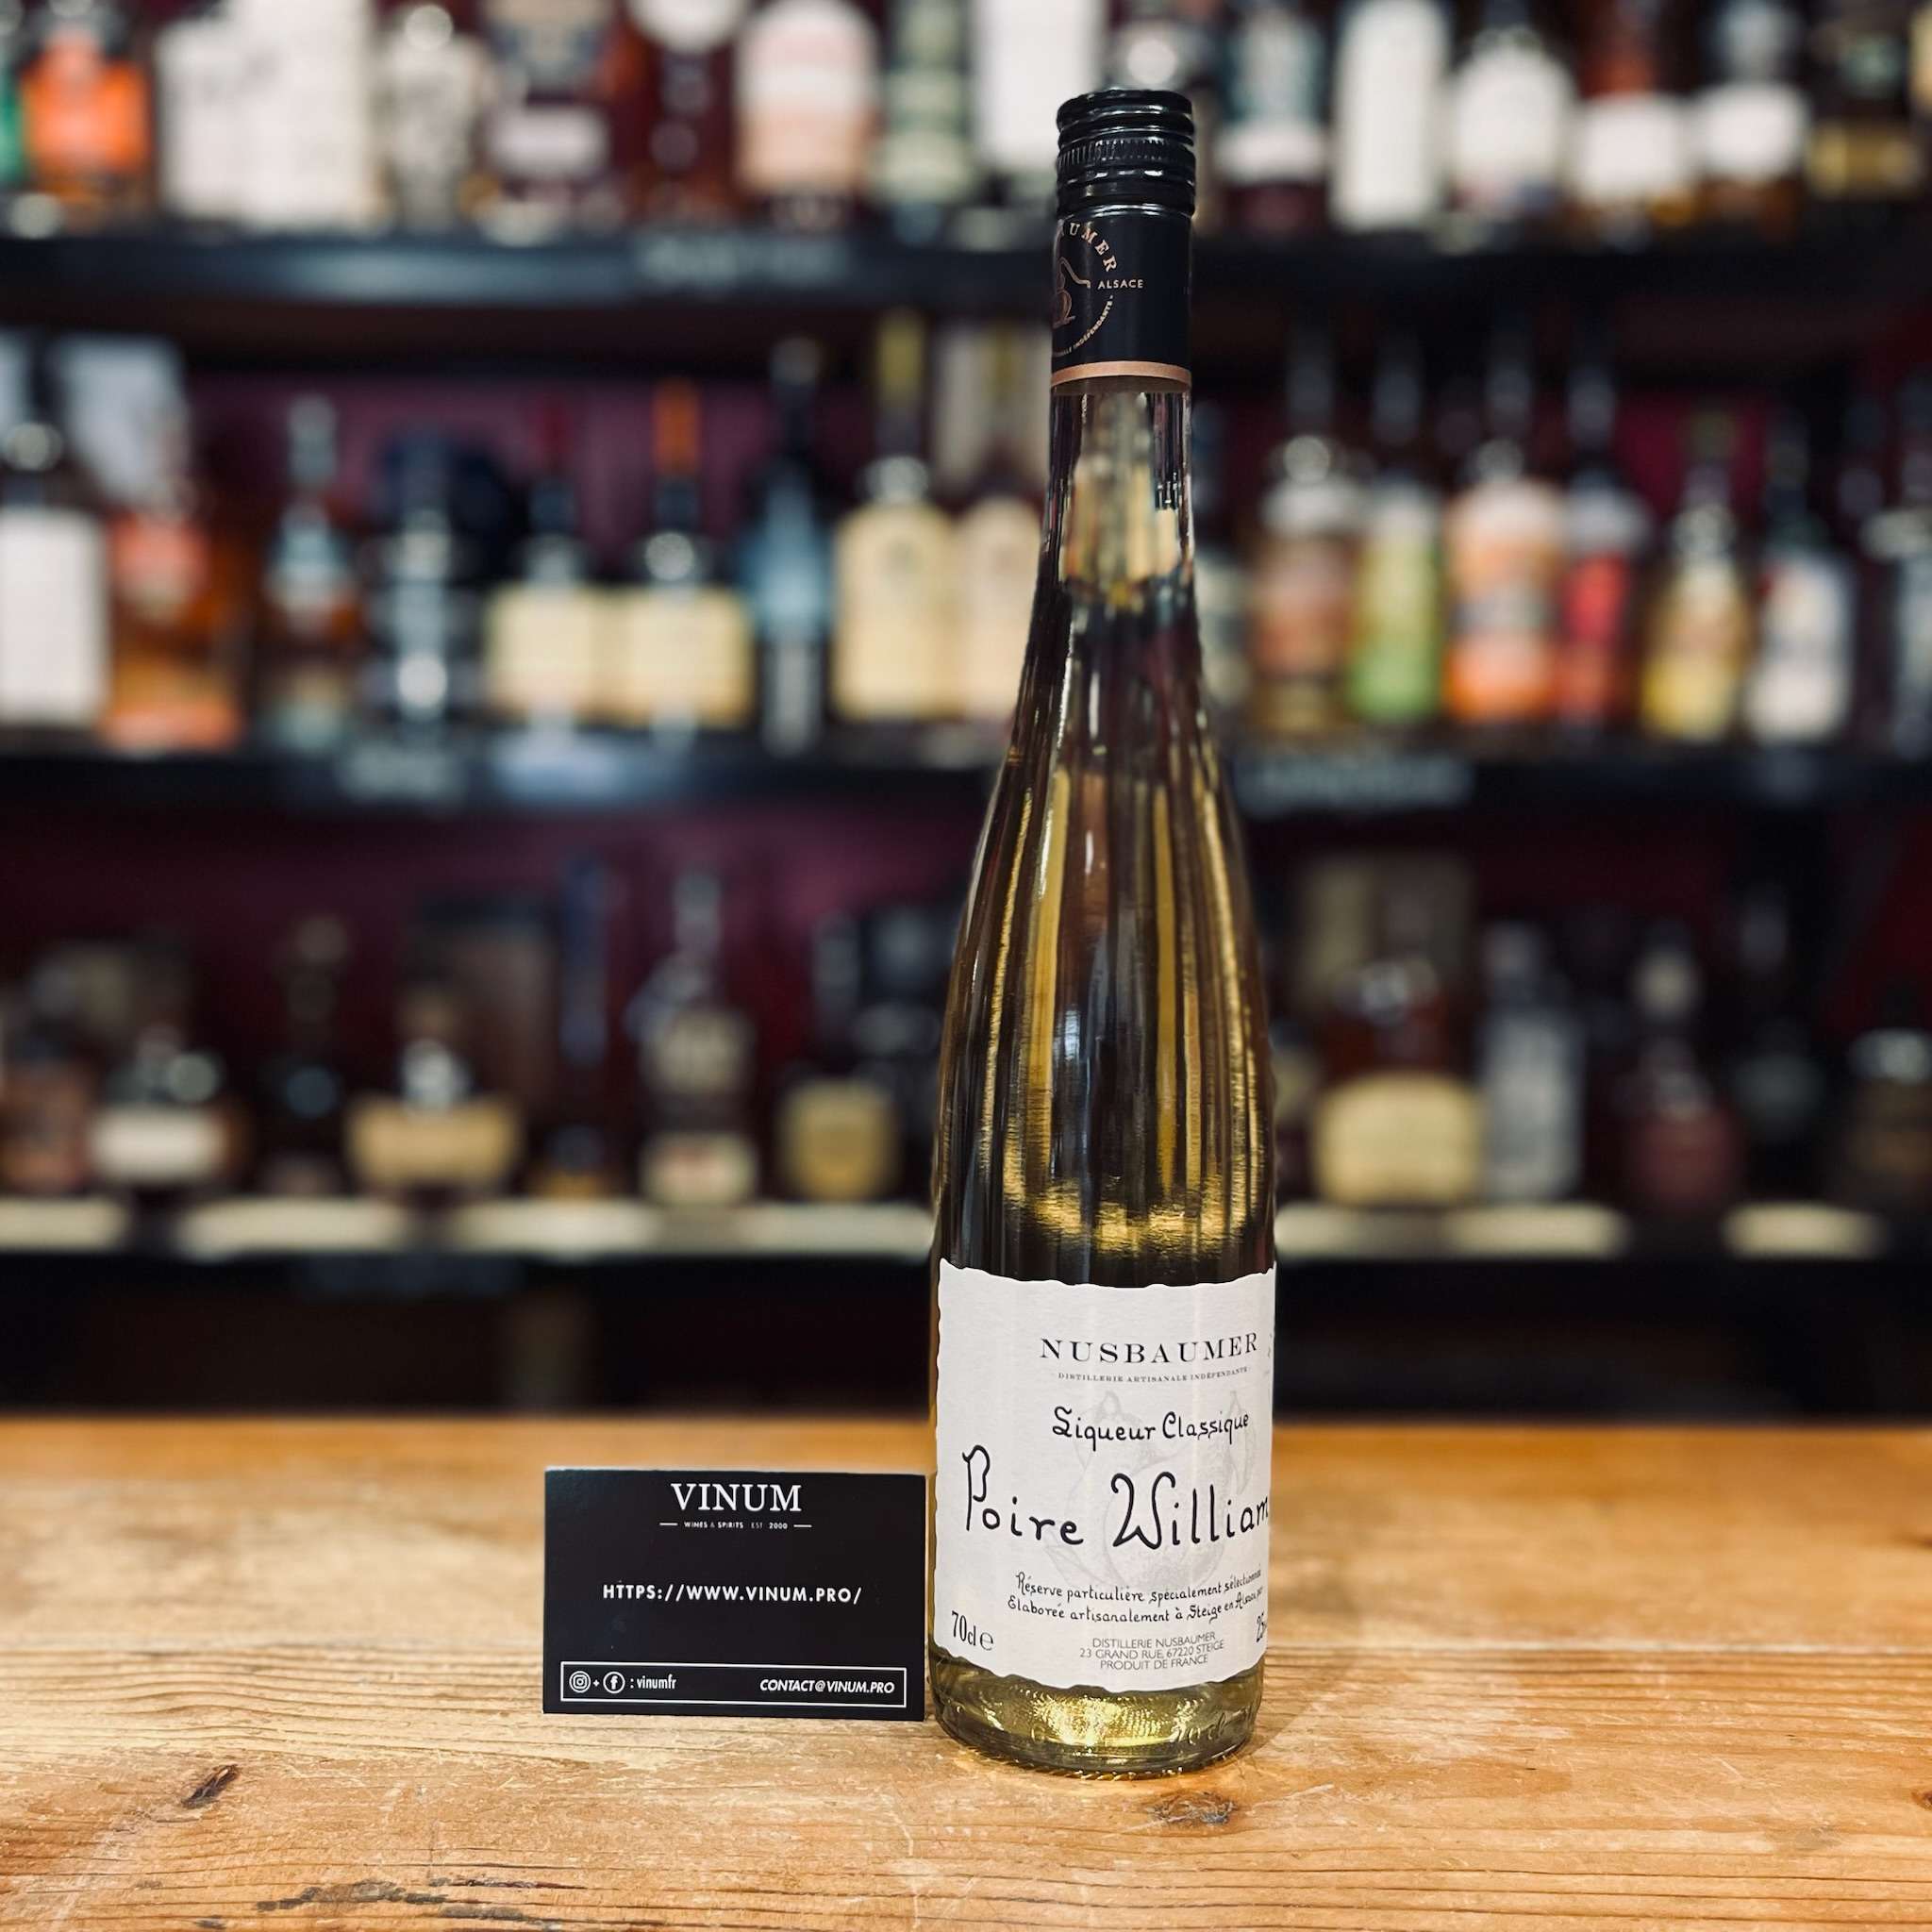 ALSACE
NUSBAUMER
DISTILLERIE ARTISANALE INDÉPENDANTE
Liqueur Classique
Poire William
Réserve particulière spécialement sélectionnée
Elaborée artisanalement à Steige en Alsace par
70cl e
DISTILLERIE NUSBAUMER
23 GRAND RUE, 67220 STEIGE
PRODUIT DE FRANCE
VINUM
WINES & SPIRITS EST 2000
HTTPS://WWW.VINUM.PRO/
+ : vinumfr
CONTACT@VINUM.PRO